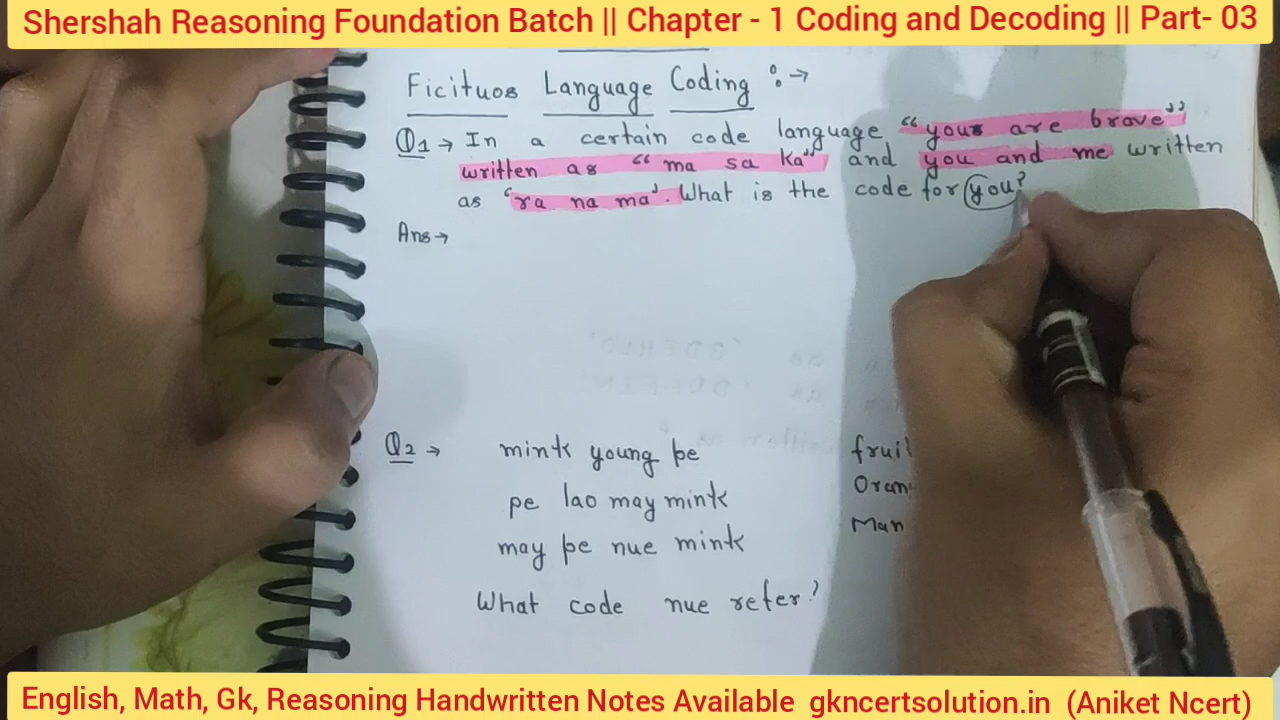 Shershah Reasoning Foundation Batch || Chapter - 1 Coding and Decoding || Part- 03
Ficituos Language Coding :→
Q1 → In a certain code language "you are brave"
written as "ma sa ka" and you and me written
as 'ra na ma'. What is the code for you?
Ans →
Q2 → mink young pe
pe lao may mink
may pe nue mink
What code nue refer?
Man
English, Math, Gk, Reasoning Handwritten Notes Available gkncertsolution.in (Aniket Ncert)